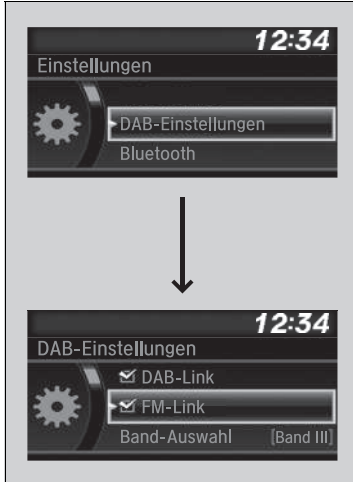 12:34
Einstellungen
DAB-Einstellungen
Bluetooth
12:34
DAB-Einstellungen
DAB-Link
FM-Link
Band-Auswahl [Band III]